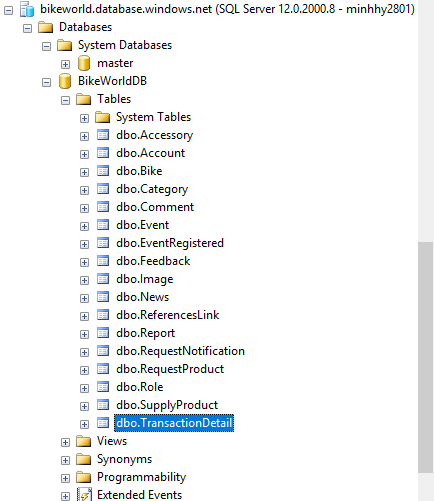 bikeworld.database.windows.net (SQL Server 12.0.2000.8 - minhhy2801)
Databases
System Databases
master
BikeWorldDB
Tables
System Tables
dbo.Accessory
dbo.Account
dbo.Bike
dbo.Category
dbo.Comment
dbo.Event
dbo.EventRegistered
dbo.Feedback
dbo.Image
dbo.News
dbo.ReferencesLink
dbo.Report
dbo.RequestNotification
dbo.RequestProduct
dbo.Role
dbo.SupplyProduct
dbo.TransactionDetail
Views
Synonyms
Programmability
Extended Events